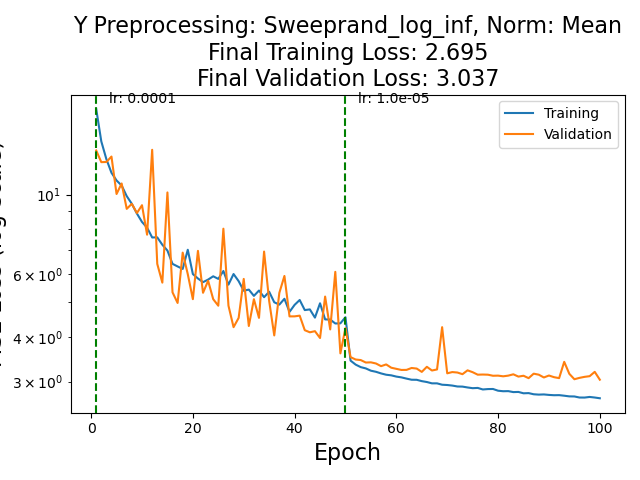 Y Preprocessing: Sweeprand_log_inf, Norm: Mean
Final Training Loss: 2.695
Final Validation Loss: 3.037
lr: 0.0001
lr: 1.0e-05
Training
Validation
10¹
6 × 10⁰
4 × 10⁰
3 × 10⁰
0 20 40 60 80 100
Epoch